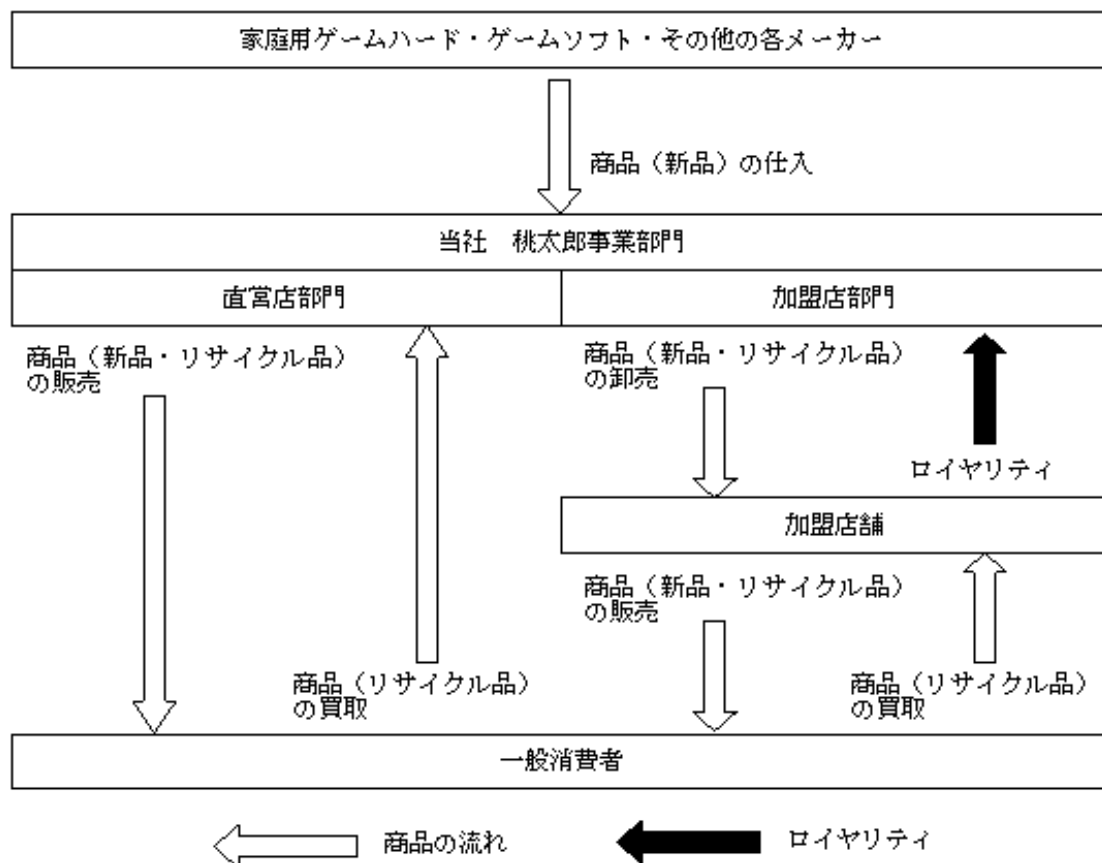 家庭用ゲームハード・ゲームソフト・その他の各メーカー
商品（新品）の仕入
当社　桃太郎事業部門
直営店部門
加盟店部門
商品（新品・リサイクル品）
の販売
商品（新品・リサイクル品）
の卸売
ロイヤリティ
加盟店舗
商品（新品・リサイクル品）
の販売
商品（リサイクル品）
の買取
商品（リサイクル品）
の買取
一般消費者
商品の流れ
ロイヤリティ